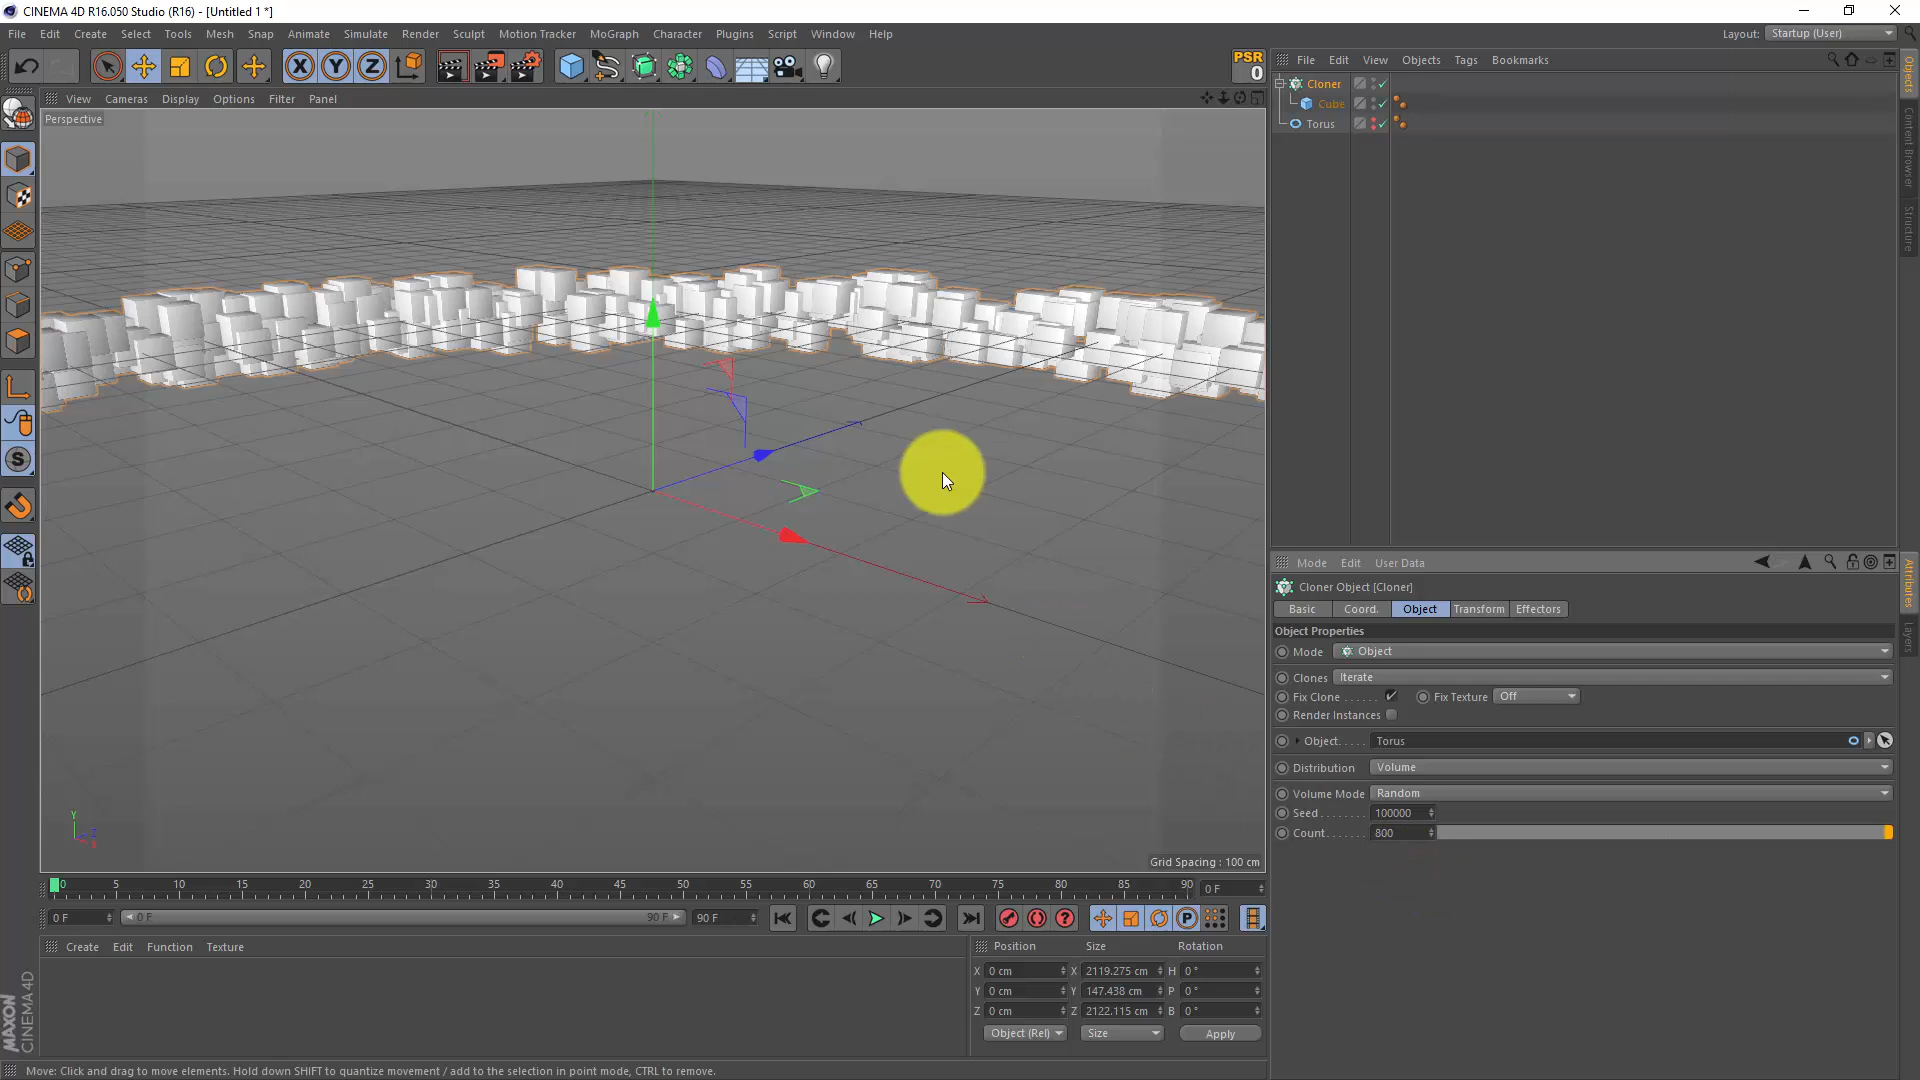 CINEMA 4D R16.050 Studio (R16) - [Untitled 1 *]
File Edit Create Select Tools Mesh Snap Animate Simulate Render Sculpt Motion Tracker MoGraph Character Plugins Script Window Help
Layout: Startup (User)
PSR
0
View Cameras Display Options Filter Panel
Perspective
File Edit View Objects Tags Bookmarks
Cloner
Cube
Torus
Objects
Content Browser
Structure
Mode Edit User Data
Cloner Object [Cloner]
Basic Coord. Object Transform Effectors
Object Properties
Mode Object
Clones Iterate
Fix Clone . . . . . . Fix Texture Off
Render Instances
Object. . . . . Torus
Distribution Volume
Volume Mode Random
Seed . . . . . . . . 100000
Count. . . . . . . 800
Attributes
Layers
Y
Z
X
Grid Spacing : 100 cm
0 5 10 15 20 25 30 35 40 45 50 55 60 65 70 75 80 85 90
0 F
0 F 0 F 90 F 90 F
Create Edit Function Texture
Position Size Rotation
X 0 cm X 2119.275 cm H 0 °
Y 0 cm Y 147.438 cm P 0 °
Z 0 cm Z 2122.115 cm B 0 °
Object (Rel) Size Apply
MAXON
CINEMA 4D
Move: Click and drag to move elements. Hold down SHIFT to quantize movement / add to the selection in point mode, CTRL to remove.